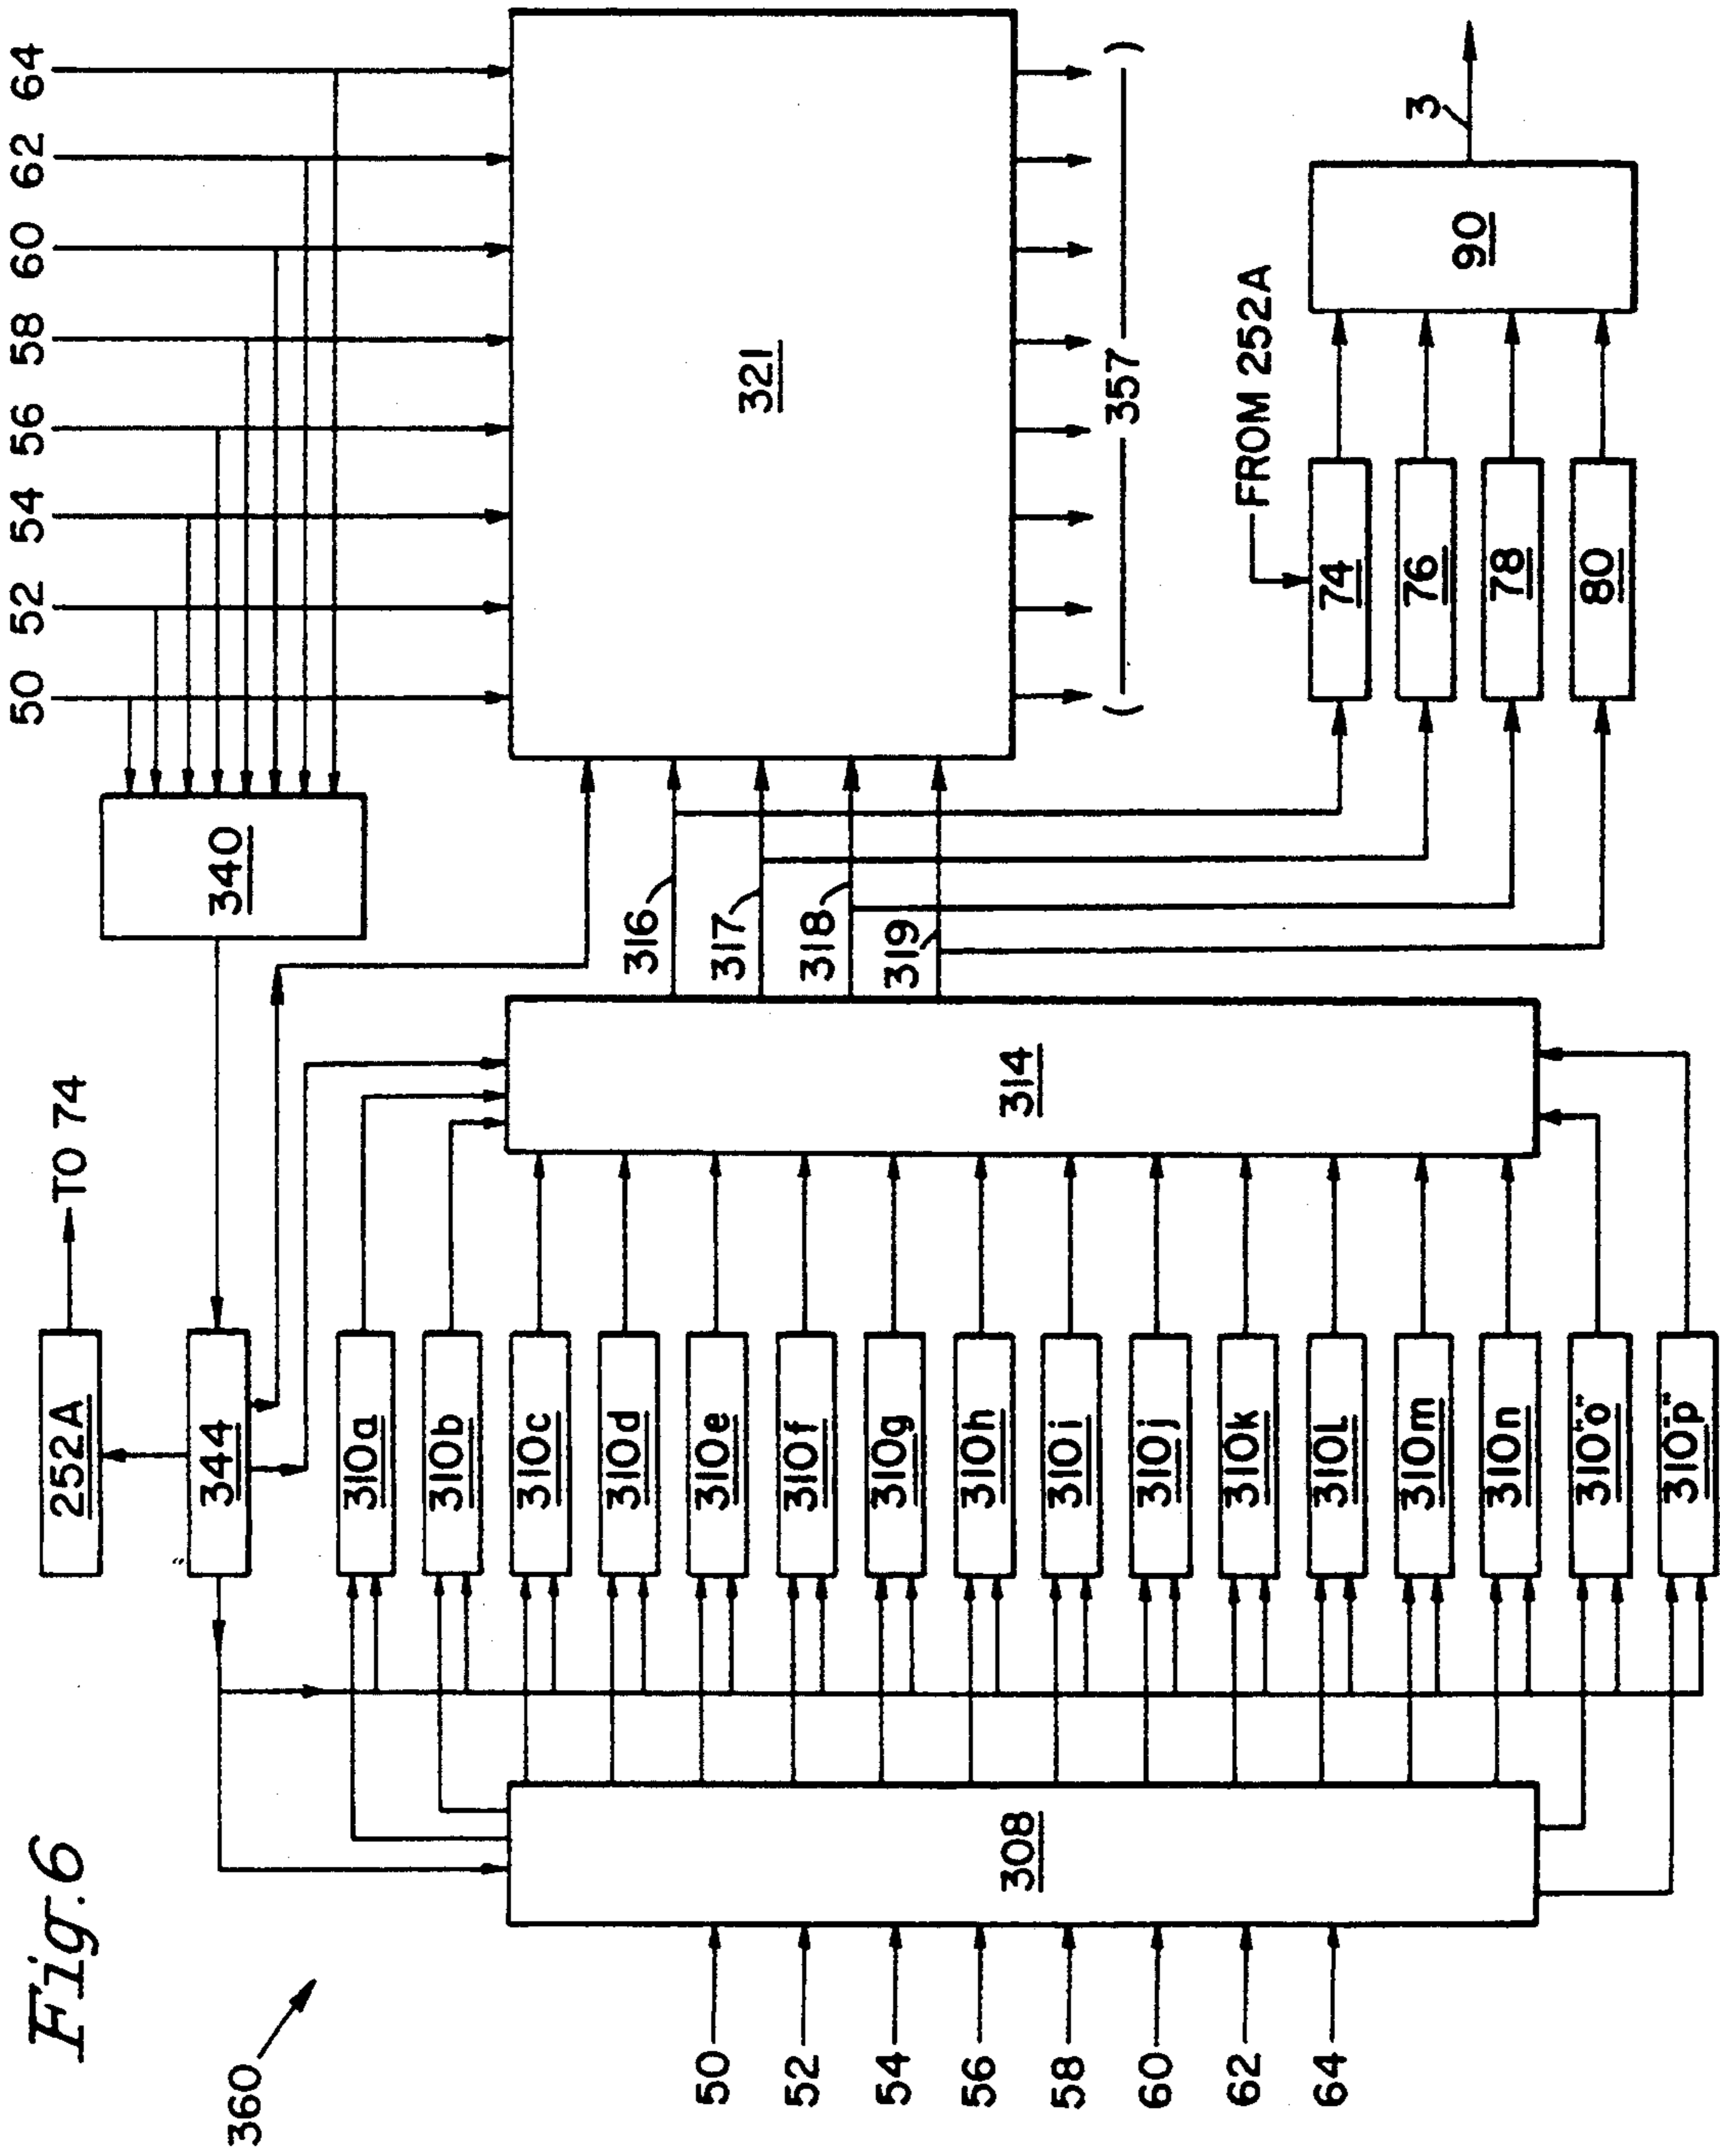 Fig. 6
360
50
52
54
56
58
60
62
64
308
252A
TO 74
344
310a
310b
310c
310d
310e
310f
310g
310h
310i
310j
310k
310L
310m
310n
310"o"
310"p"
314
340
50 52 54 56 58 60 62 64
316
317
318
319
321
( 357 )
FROM 252A
74
76
78
80
90
3